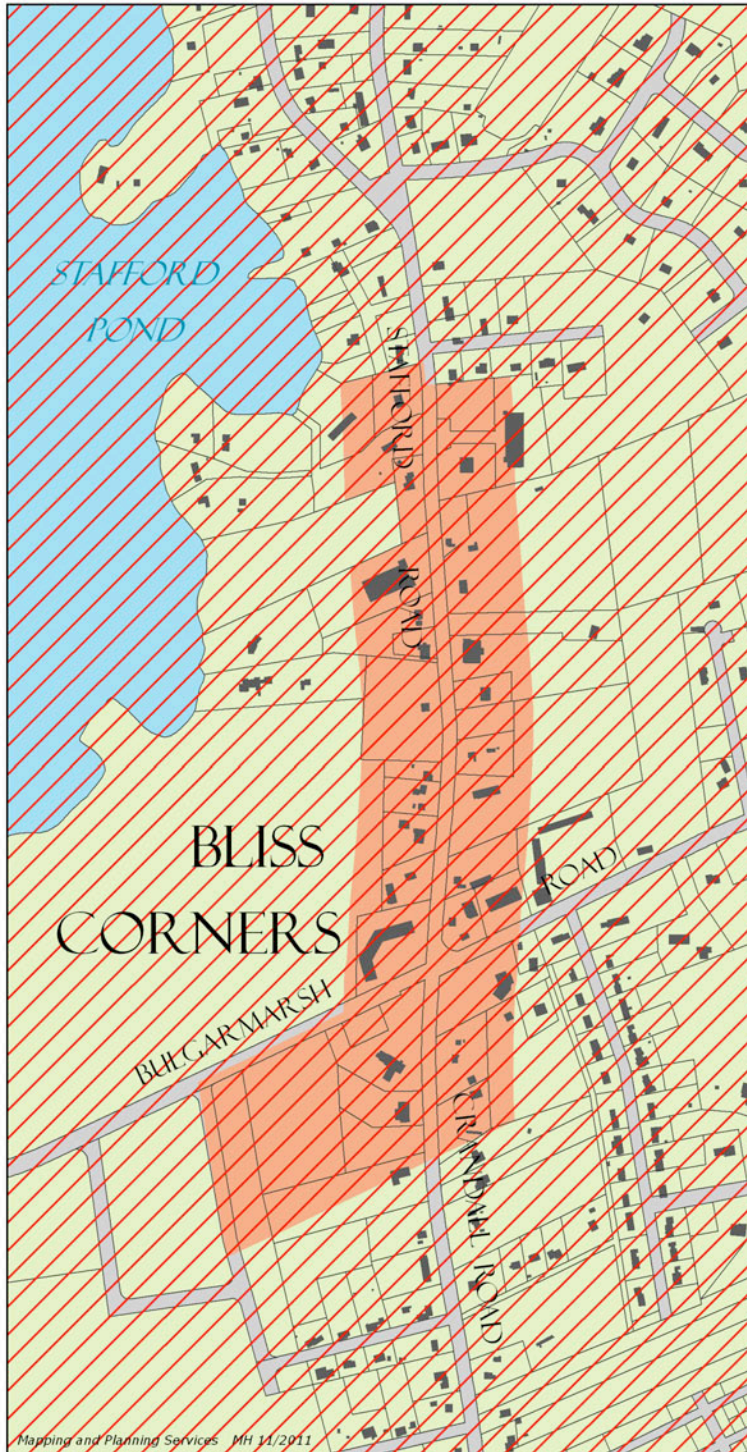 STAFFORD
POND
STAFFORD
ROAD
BLISS
CORNERS
ROAD
BULGARMARSH
CRANDALL ROAD
Mapping and Planning Services MH 11/2011